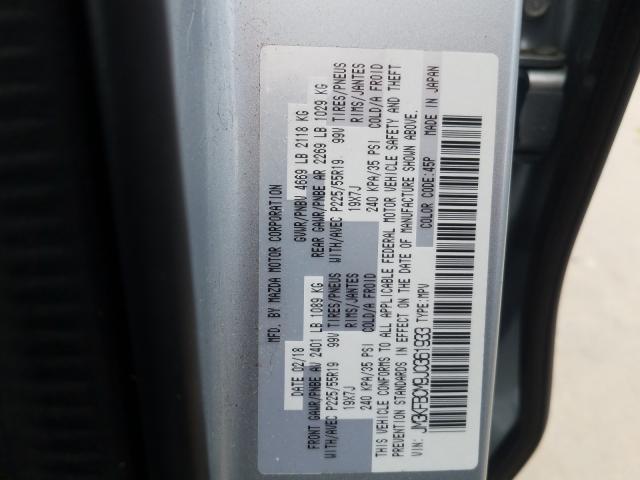 MFD. BY MAZDA MOTOR CORPORATION
DATE 02/18 GVWR/PNBV 4669 LB 2118 KG
FRONT GAWR/PNBE AV 2401 LB 1089 KG REAR GAWR/PNBE AR 2269 LB 1029 KG
WITH/AVEC P225/55R19 99V TIRES/PNEUS WITH/AVEC P225/55R19 99V TIRES/PNEUS
19X7J RIMS/JANTES 19X7J RIMS/JANTES
240 KPA/35 PSI COLD/A FROID 240 KPA/35 PSI COLD/A FROID
THIS VEHICLE CONFORMS TO ALL APPLICABLE FEDERAL MOTOR VEHICLE SAFETY AND THEFT
PREVENTION STANDARDS IN EFFECT ON THE DATE OF MANUFACTURE SHOWN ABOVE.
VIN: JM3KFBCM9J0361933 TYPE:MPV COLOR CODE:45P MADE IN JAPAN